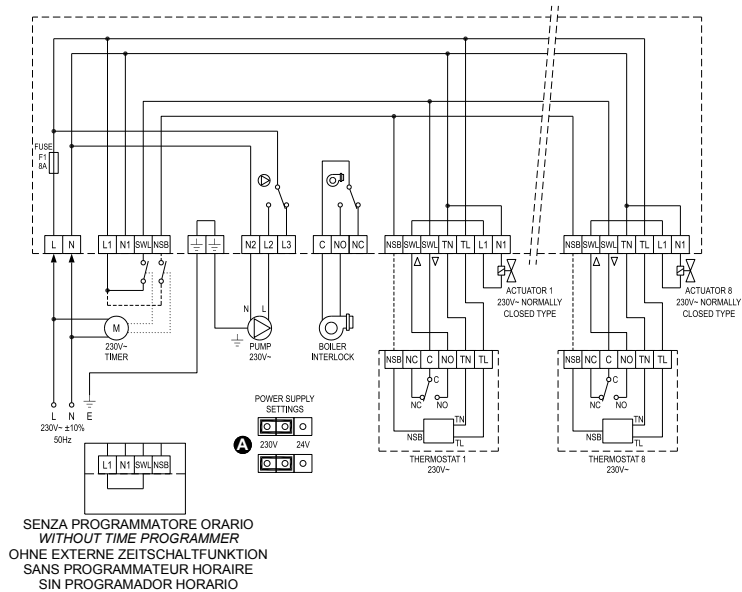 FUSE
F1
8A
L N
L1 N1 SWL NSB
N2 L2 L3
C NO NC
NSB SWL SWL TN TL L1 N1
NSB SWL SWL TN TL L1 N1
ACTUATOR 1
230V~ NORMALLY
CLOSED TYPE
ACTUATOR 8
230V~ NORMALLY
CLOSED TYPE
M
230V~
TIMER
N L
PUMP
230V~
BOILER
INTERLOCK
NSB NC C NO TN TL
C
NC NO
TN
NSB
TL
THERMOSTAT 1
230V~
NSB NC C NO TN TL
C
NC NO
TN
NSB
TL
THERMOSTAT 8
230V~
L N E
230V~ ±10%
50Hz
POWER SUPPLY
SETTINGS
A
230V 24V
L1 N1 SWL NSB
SENZA PROGRAMMATORE ORARIO
WITHOUT TIME PROGRAMMER
OHNE EXTERNE ZEITSCHALTFUNKTION
SANS PROGRAMMATEUR HORAIRE
SIN PROGRAMADOR HORARIO